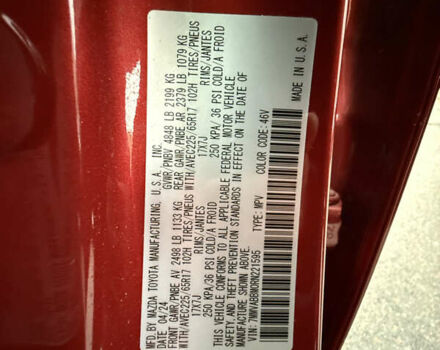 MFD BY MAZDA TOYOTA MANUFACTURING, U.S.A., INC.
DATE 04/24 GVWR/PNBV 4848 LB 2199 KG
FRONT GAWR/PNBE AV 2498 LB 1133 KG REAR GAWR/PNBE AR 2379 LB 1079 KG
WITH/AVEC225/65R17 102H TIRES/PNEUS WITH/AVEC225/65R17 102H TIRES/PNEUS
17X7J RIMS/JANTES 17X7J RIMS/JANTES
250 KPA/36 PSI COLD/A FROID 250 KPA/36 PSI COLD/A FROID
THIS VEHICLE CONFORMS TO ALL APPLICABLE FEDERAL MOTOR VEHICLE
SAFETY AND THEFT PREVENTION STANDARDS IN EFFECT ON THE DATE OF
MANUFACTURE SHOWN ABOVE.
TYPE: MPV COLOR CODE:46V
MADE IN U.S.A.